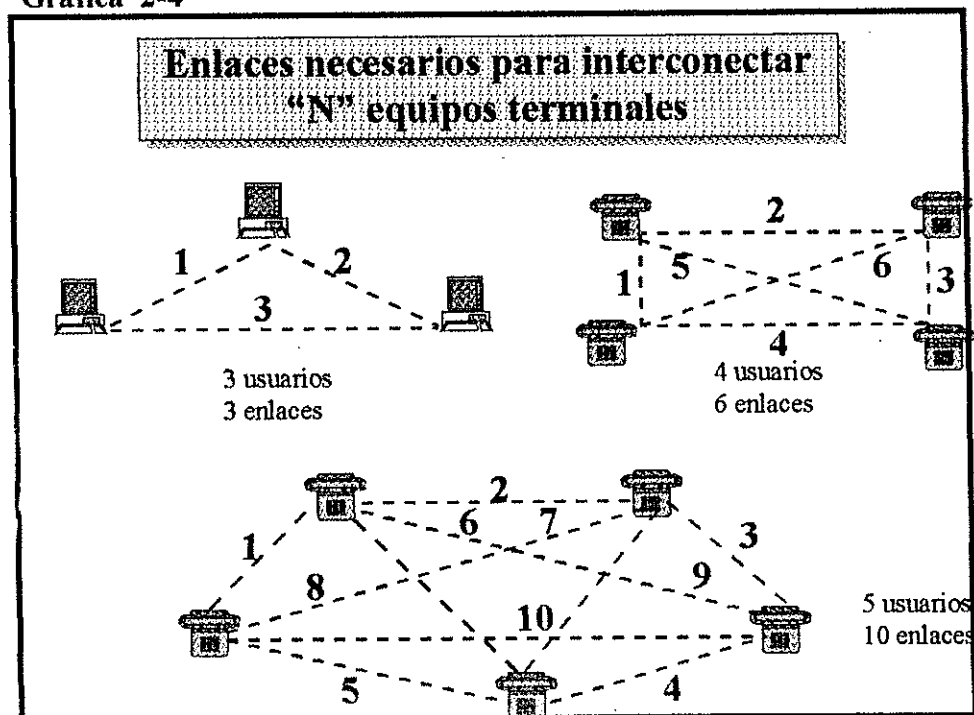 Gráfica 2-4
Enlaces necesarios para interconectar
“N” equipos terminales
1
2
3
3 usuarios
3 enlaces
2
5
6
1
3
4
4 usuarios
6 enlaces
2
6
7
1
3
8
9
10
5
4
5 usuarios
10 enlaces